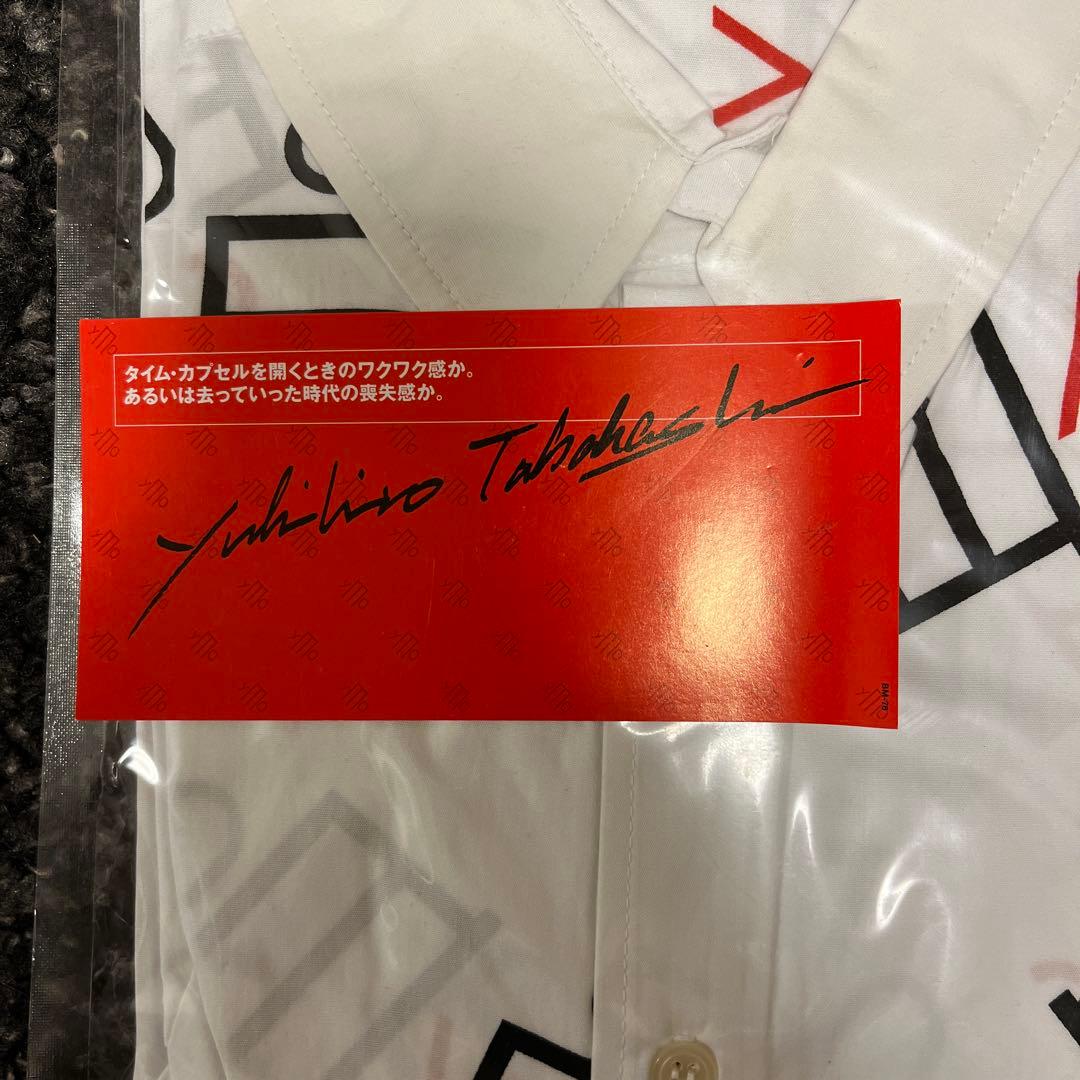 タイム・カプセルを開くときのワクワク感か。
あるいは去っていった時代の喪失感か。
Yukihiro Takahashi
BM-78